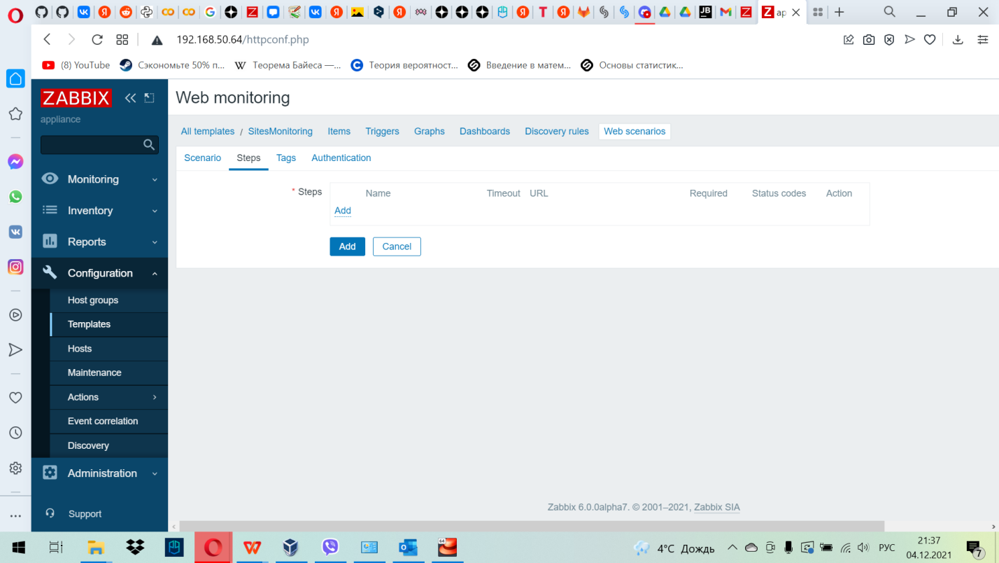 ap
192.168.50.64/httpconf.php
(8) YouTube
Сэкономьте 50% п...
W Теорема Байеса —...
Теория вероятност...
Введение в матем...
Основы статистик...
ZABBIX
appliance
Monitoring
Inventory
Reports
Configuration
Host groups
Templates
Hosts
Maintenance
Actions
Event correlation
Discovery
Administration
Support
Web monitoring
All templates / SitesMonitoring Items Triggers Graphs Dashboards Discovery rules Web scenarios
Scenario Steps Tags Authentication
* Steps
Name Timeout URL Required Status codes Action
Add
Add Cancel
Zabbix 6.0.0alpha7. © 2001–2021, Zabbix SIA
4°C Дождь
РУС
21:37
04.12.2021
7